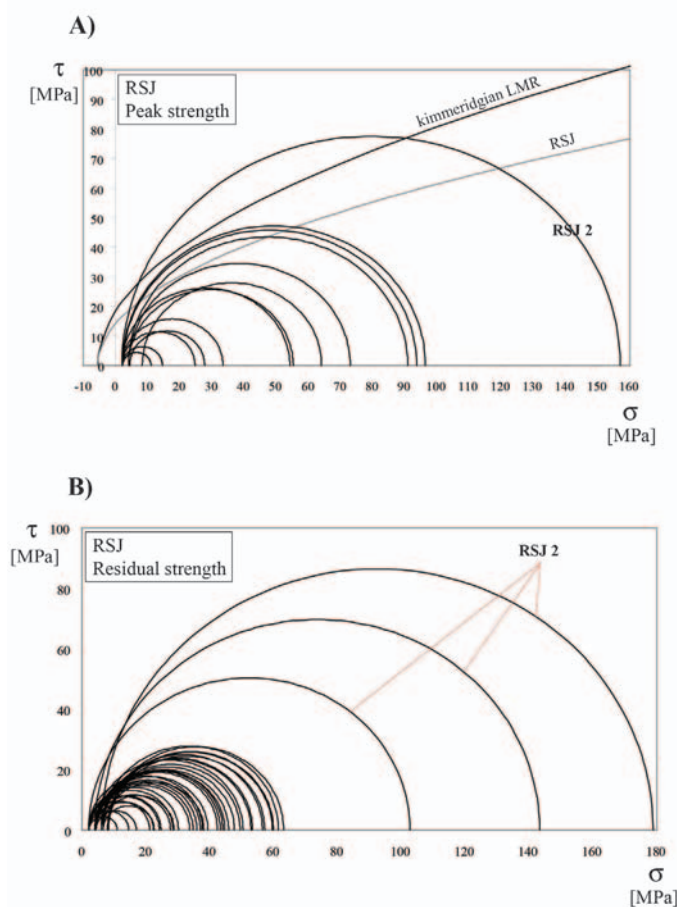 A)
τ
[MPa]
RSJ
Peak strength
100
90
80
70
60
50
40
30
20
10
0
kimmeridgian LMR
RSJ
RSJ 2
-10 0 10 20 30 40 50 60 70 80 90 100 110 120 130 140 150 160
σ
[MPa]
B)
τ
[MPa]
RSJ
Residual strength
RSJ 2
100
80
60
40
20
0
0 20 40 60 80 100 120 140 160 180
σ
[MPa]